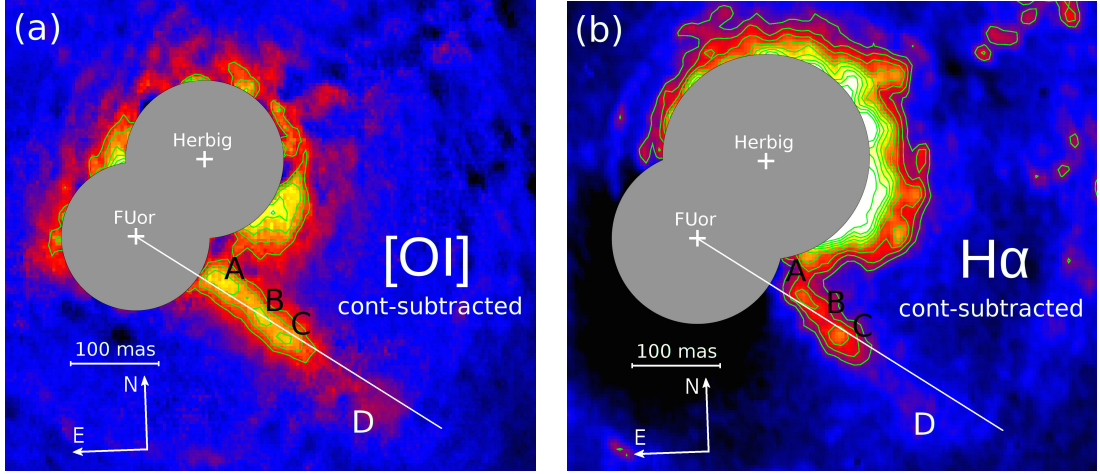 (a)
Herbig
FUor
[OI]
cont-subtracted
A
B
C
D
100 mas
N
E
(b)
Herbig
FUor
Hα
cont-subtracted
A
B
C
D
100 mas
N
E